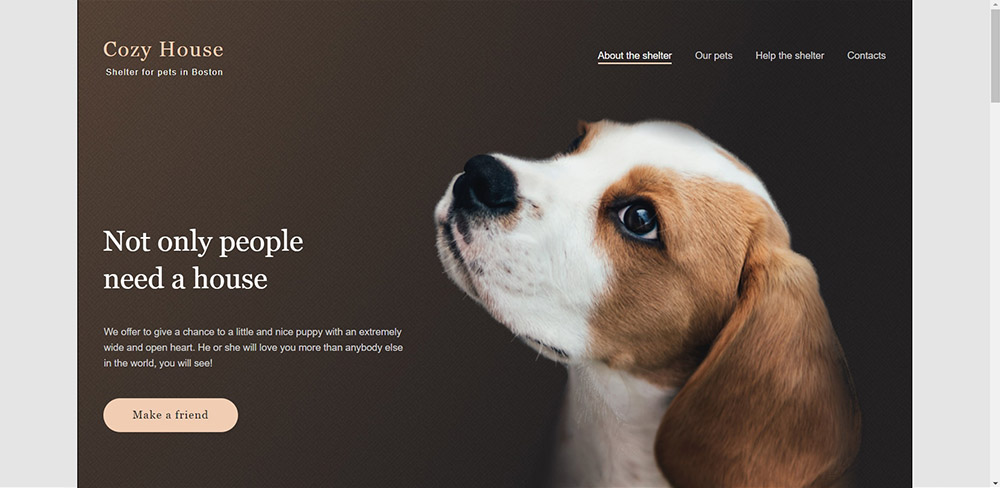 Cozy House
Shelter for pets in Boston
About the shelter
Our pets
Help the shelter
Contacts
Not only people
need a house
We offer to give a chance to a little and nice puppy with an extremely
wide and open heart. He or she will love you more than anybody else
in the world, you will see!
Make a friend